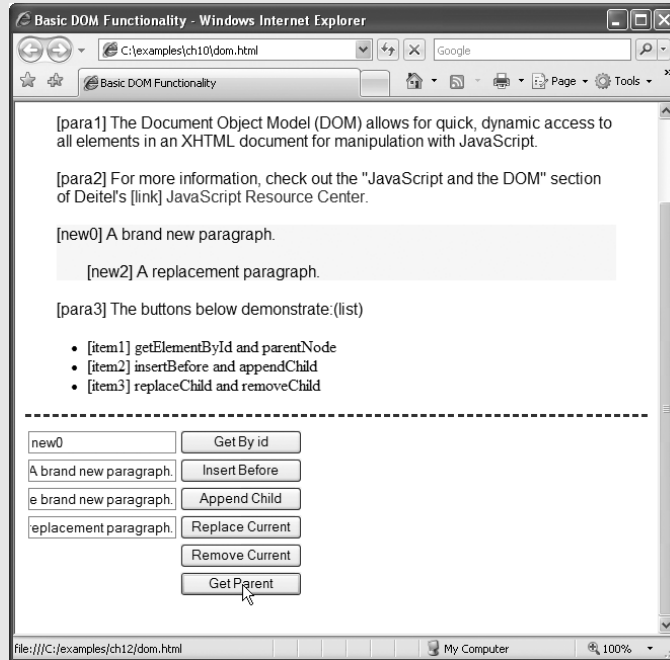 Basic DOM Functionality - Windows Internet Explorer
C:\examples\ch10\dom.html
Google
Basic DOM Functionality
Page
Tools
»
[para1] The Document Object Model (DOM) allows for quick, dynamic access to
all elements in an XHTML document for manipulation with JavaScript.
[para2] For more information, check out the "JavaScript and the DOM" section
of Deitel's [link] JavaScript Resource Center.
[new0] A brand new paragraph.
[new2] A replacement paragraph.
[para3] The buttons below demonstrate:(list)
• [item1] getElementById and parentNode
• [item2] insertBefore and appendChild
• [item3] replaceChild and removeChild
new0 Get By id
A brand new paragraph. Insert Before
e brand new paragraph. Append Child
replacement paragraph. Replace Current
Remove Current
Get Parent
file:///C:/examples/ch12/dom.html
My Computer
100%